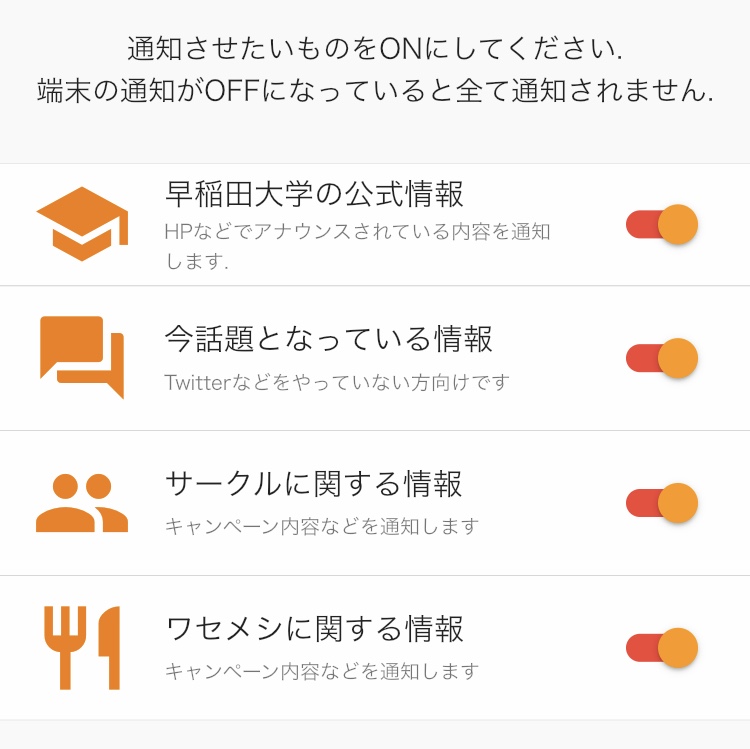 通知させたいものをONにしてください.
端末の通知がOFFになっていると全て通知されません.
早稲田大学の公式情報
HPなどでアナウンスされている内容を通知
します.
今話題となっている情報
Twitterなどをやっていない方向けです
サークルに関する情報
キャンペーン内容などを通知します
ワセメシに関する情報
キャンペーン内容などを通知します